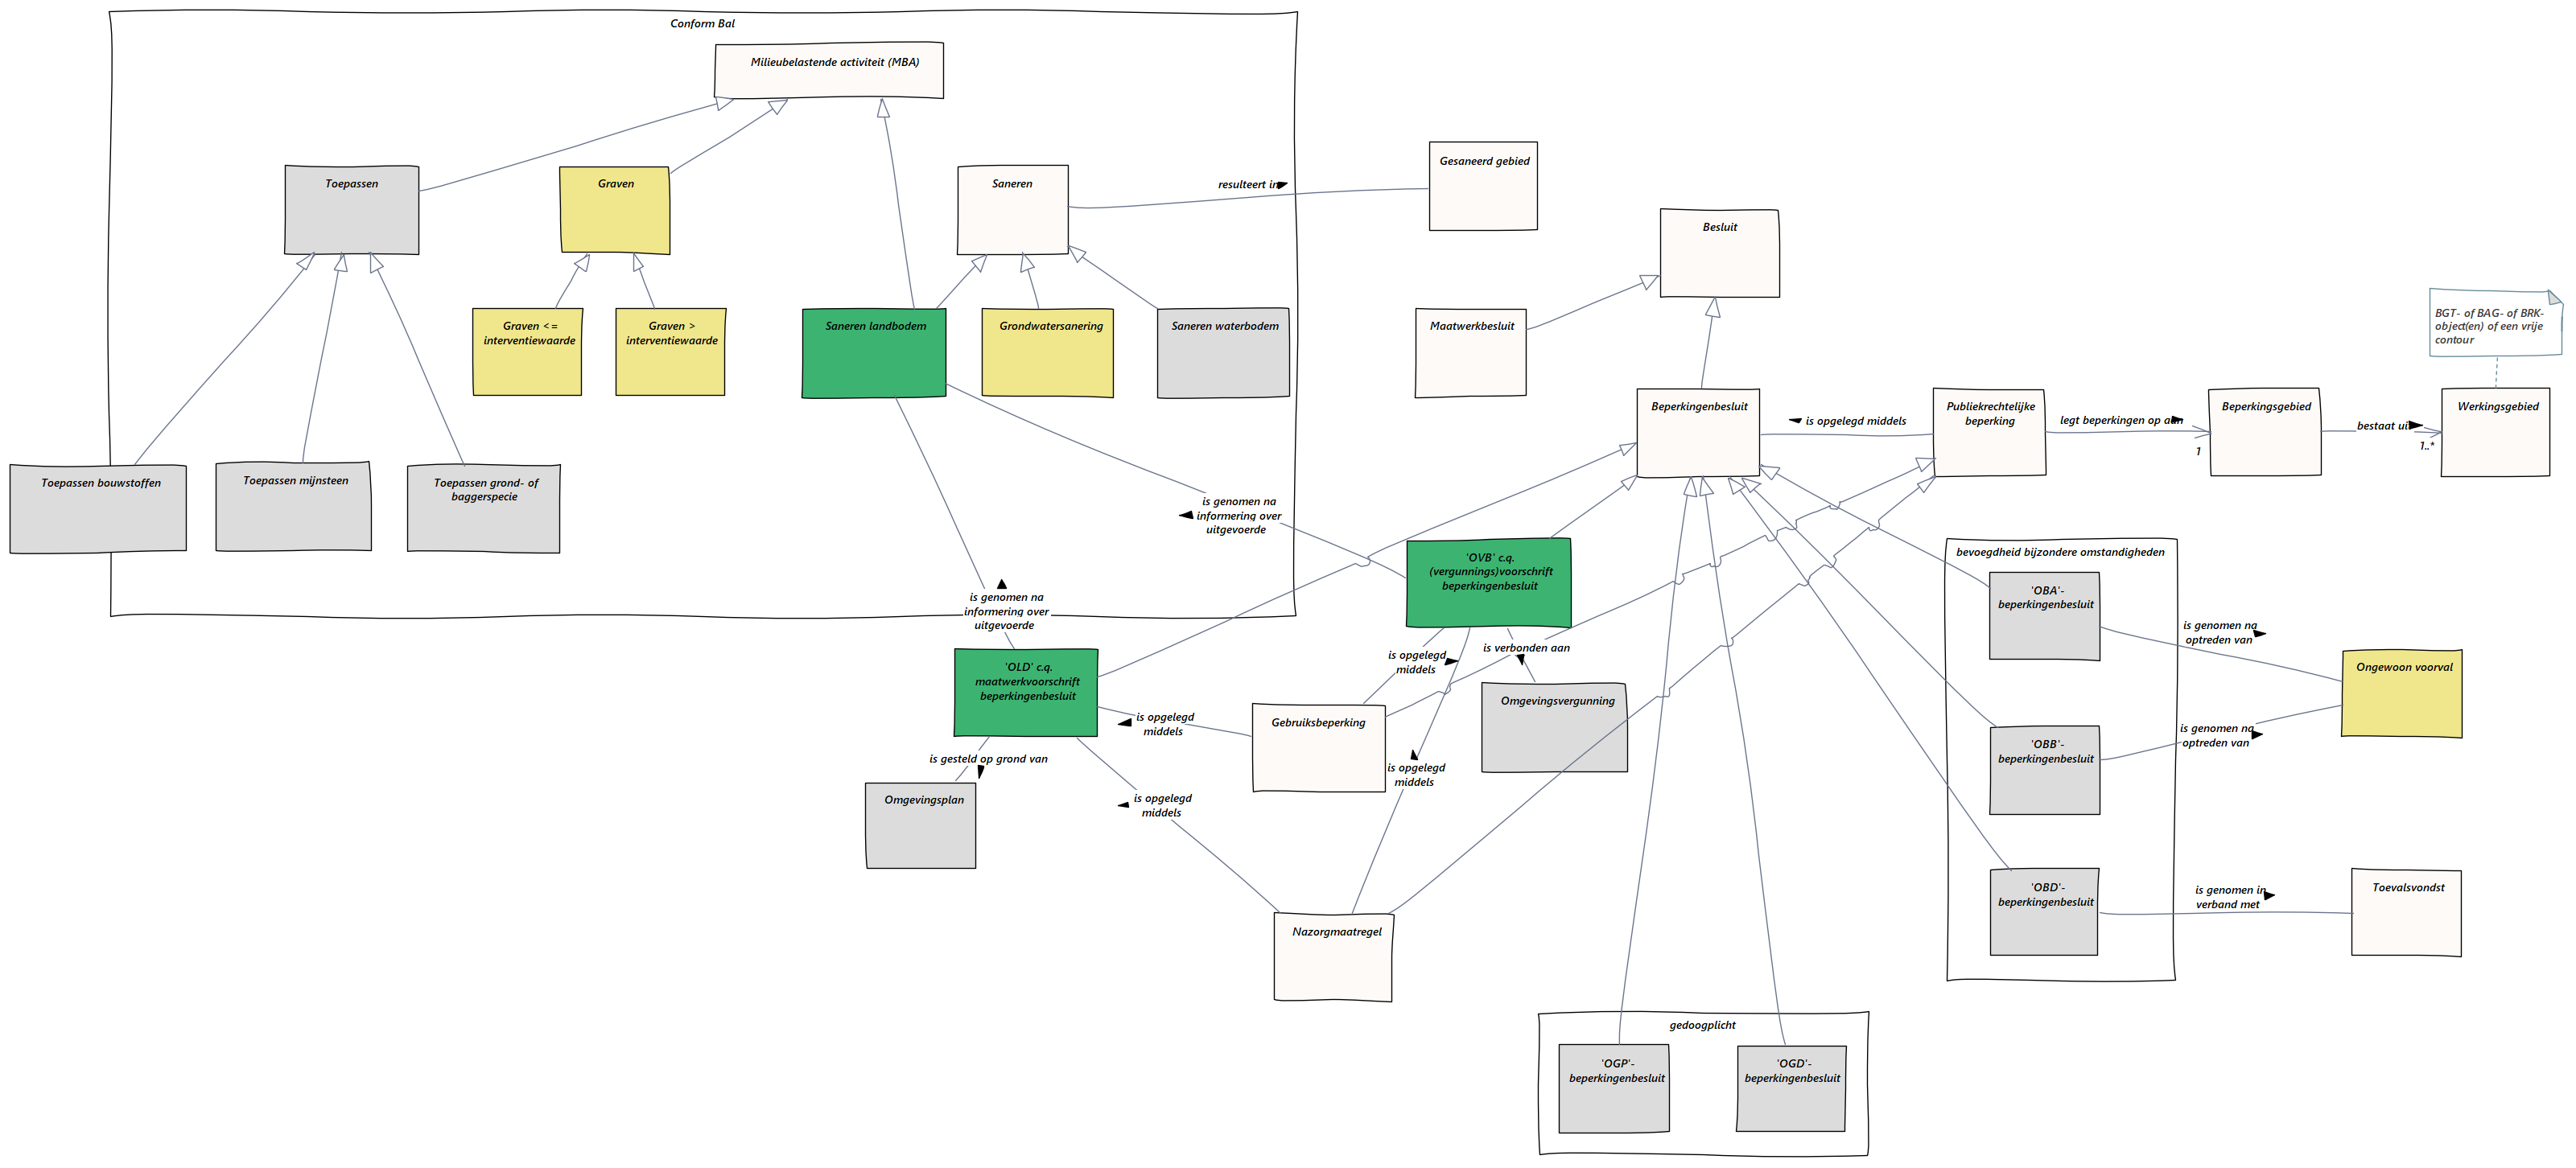 Conform Bal
Milieubelastende activiteit (MBA)
Toepassen
Graven
Saneren
resulteert in
Gesaneerd gebied
Besluit
Graven <=
interventiewaarde
Graven >
interventiewaarde
Saneren landbodem
Grondwatersanering
Saneren waterbodem
Maatwerkbesluit
BGT- of BAG- of BRK-
object(en) of een vrije
contour
Beperkingenbesluit
is opgelegd middels
Publiekrechtelijke
beperking
legt beperkingen op aan
1
Beperkingsgebied
bestaat uit
1..*
Werkingsgebied
Toepassen bouwstoffen
Toepassen mijnsteen
Toepassen grond- of
baggerspecie
is genomen na
informering over
uitgevoerde
is genomen na
informering over
uitgevoerde
'OVB' c.q.
(vergunnings)voorschrift
beperkingenbesluit
bevoegdheid bijzondere omstandigheden
'OBA'-
beperkingenbesluit
is genomen na
optreden van
Ongewoon voorval
'OLD' c.q.
maatwerkvoorschrift
beperkingenbesluit
is opgelegd
middels
is verbonden aan
Omgevingsvergunning
is opgelegd
middels
Gebruiksbeperking
'OBB'-
beperkingenbesluit
is genomen na
optreden van
is gesteld op grond van
Omgevingsplan
is opgelegd
middels
is opgelegd
middels
Nazorgmaatregel
'OBD'-
beperkingenbesluit
is genomen in
verband met
Toevalsvondst
gedoogplicht
'OGP'-
beperkingenbesluit
'OGD'-
beperkingenbesluit